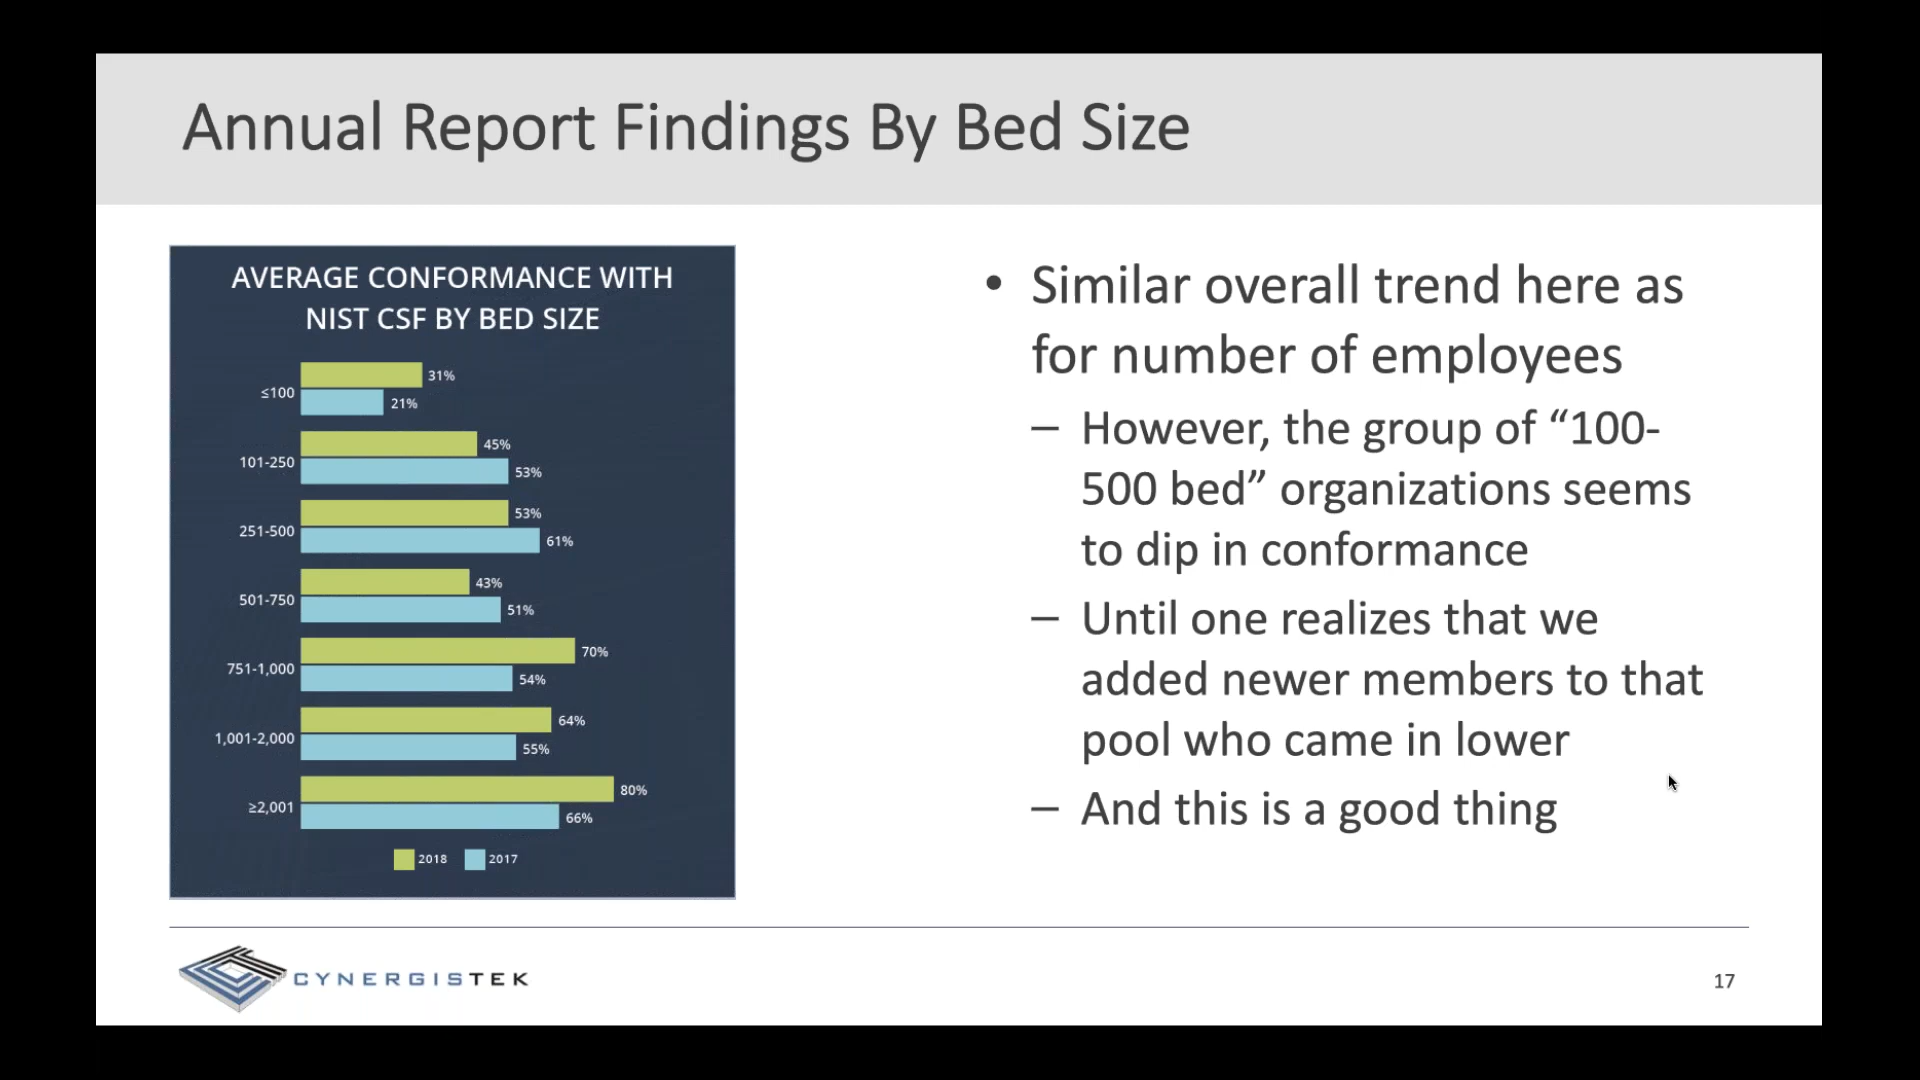 Annual Report Findings By Bed Size
AVERAGE CONFORMANCE WITH
NIST CSF BY BED SIZE
≤100
31%
21%
101-250
45%
53%
251-500
53%
61%
501-750
43%
51%
751-1,000
70%
54%
1,001-2,000
64%
55%
≥2,001
80%
66%
2018 2017
• Similar overall trend here as
for number of employees
– However, the group of “100-
500 bed” organizations seems
to dip in conformance
– Until one realizes that we
added newer members to that
pool who came in lower
– And this is a good thing
CYNERGISTEK
17